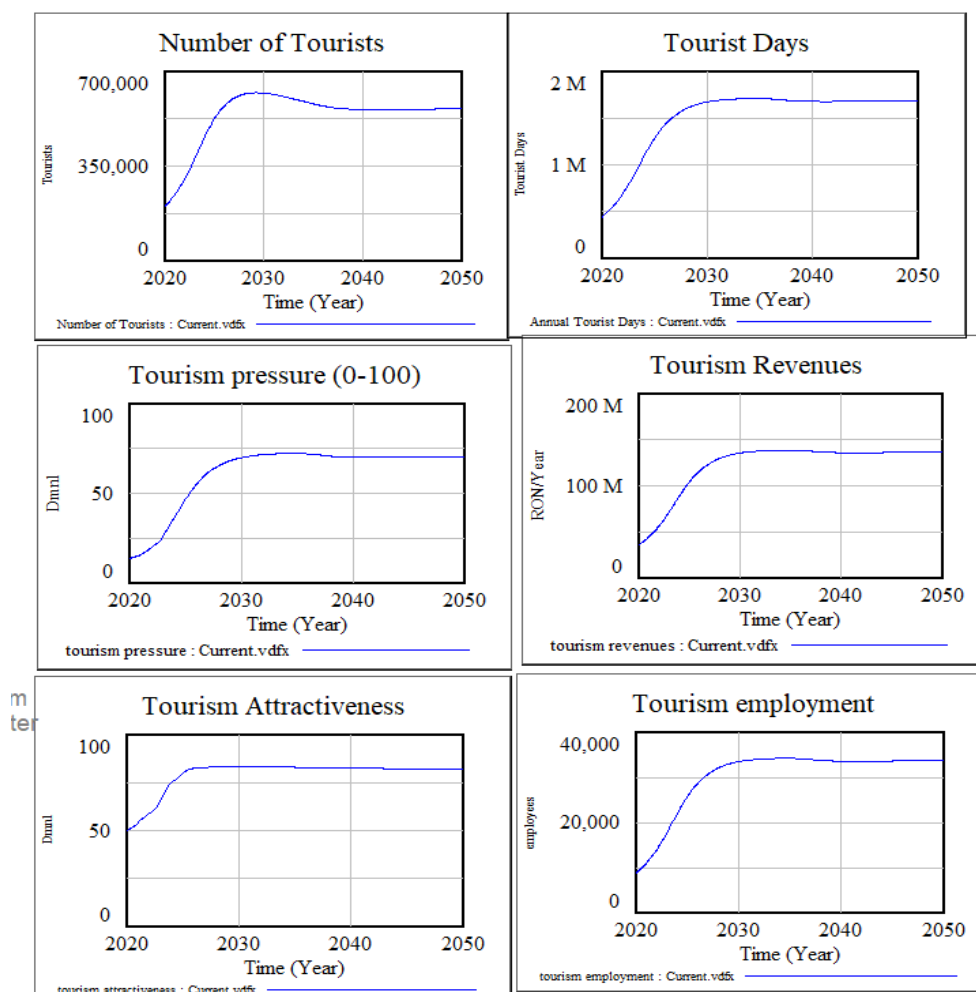 Number of Tourists
700,000
350,000
0
Tourists
2020 2030 2040 2050
Time (Year)
Number of Tourists : Current.vdfx
Tourist Days
2 M
1 M
0
Tourist Days
2020 2030 2040 2050
Time (Year)
Annual Tourist Days : Current.vdfx
Tourism pressure (0-100)
100
50
0
Dmnl
2020 2030 2040 2050
Time (Year)
tourism pressure : Current.vdfx
Tourism Revenues
200 M
100 M
0
RON/Year
2020 2030 2040 2050
Time (Year)
tourism revenues : Current.vdfx
m
ter
Tourism Attractiveness
100
50
0
Dmnl
2020 2030 2040 2050
Time (Year)
tourism attractiveness : Current.vdfx
Tourism employment
40,000
20,000
0
employees
2020 2030 2040 2050
Time (Year)
tourism employment : Current.vdfx